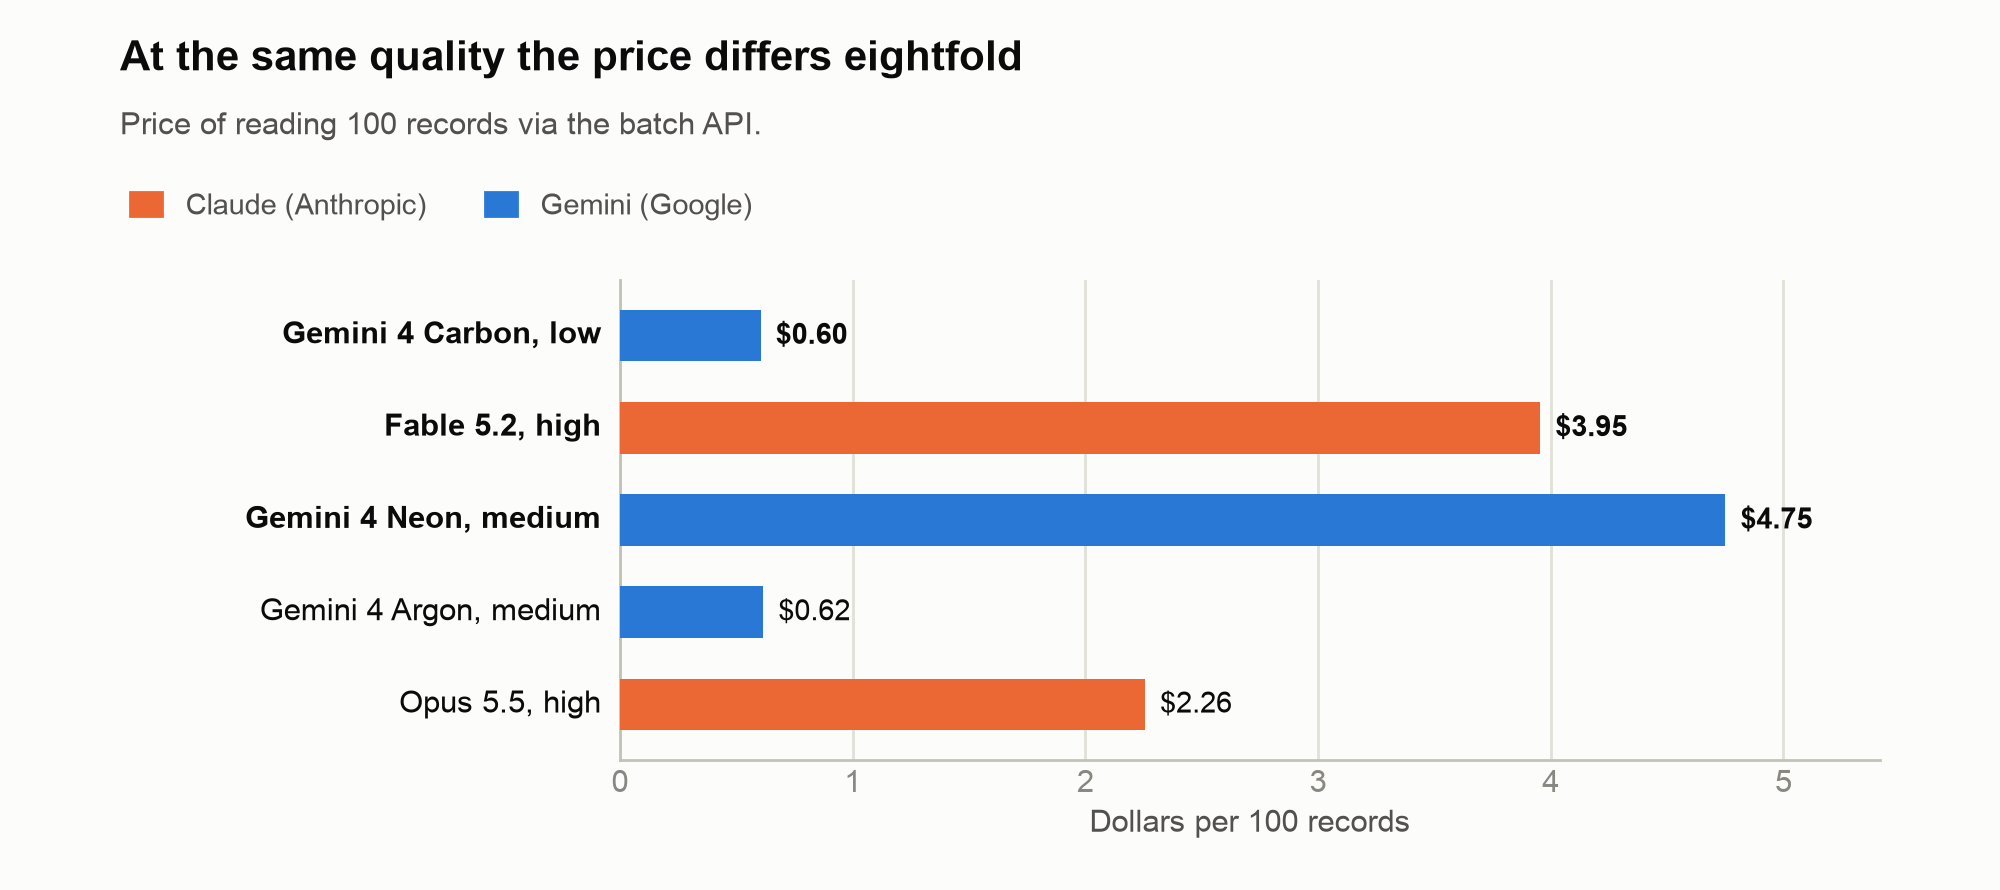 At the same quality the price differs eightfold
Price of reading 100 records via the batch API.
Claude (Anthropic) Gemini (Google)
Gemini 4 Carbon, low $0.60
Fable 5.2, high $3.95
Gemini 4 Neon, medium $4.75
Gemini 4 Argon, medium $0.62
Opus 5.5, high $2.26
0 1 2 3 4 5
Dollars per 100 records